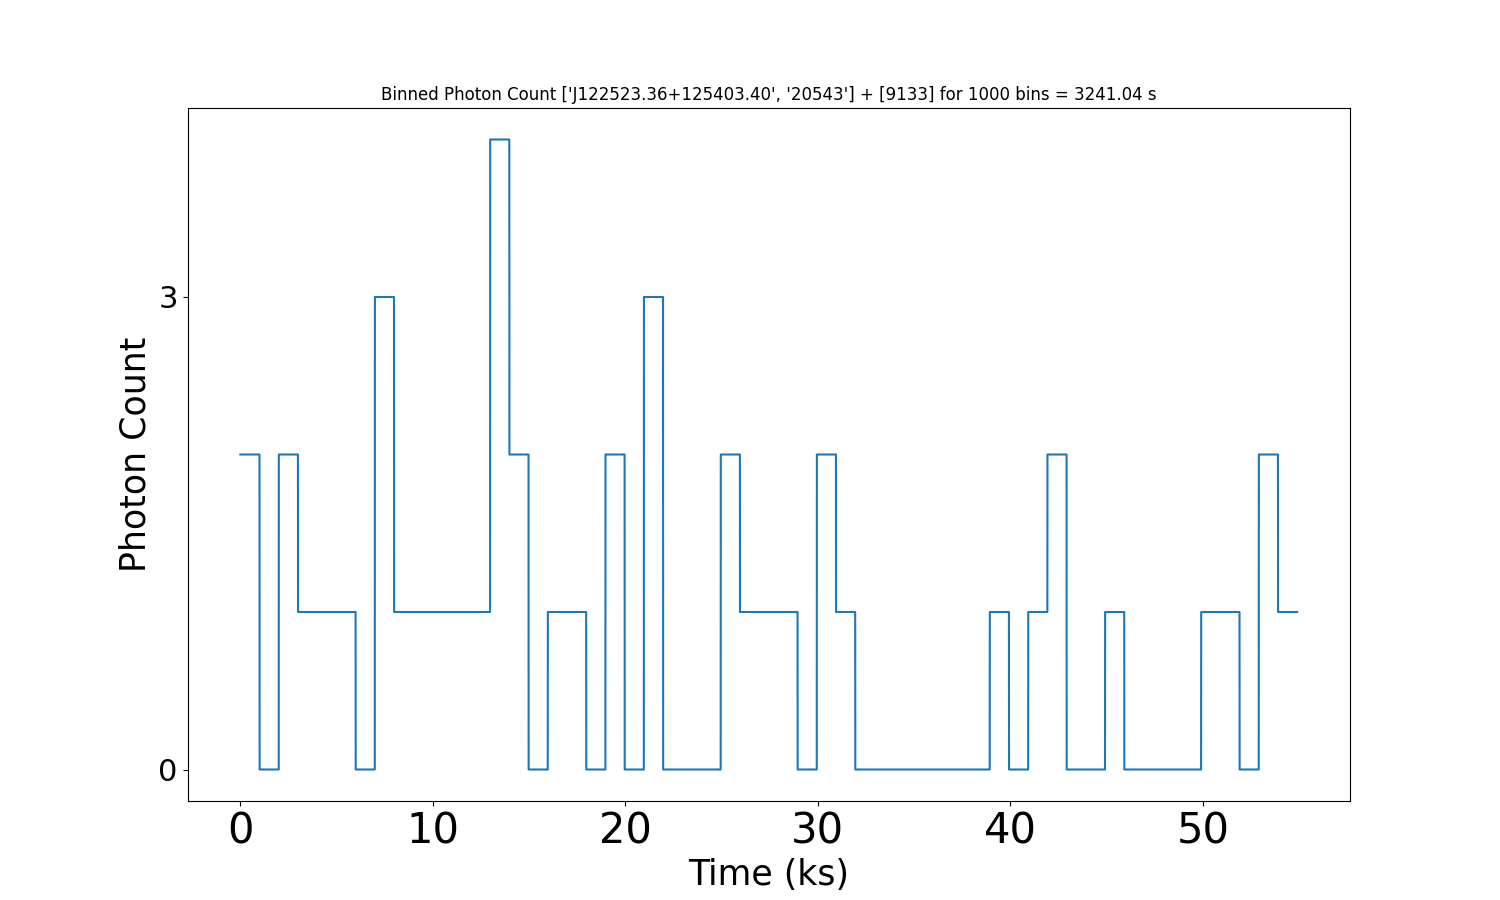 Binned Photon Count ['J122523.36+125403.40', '20543'] + [9133] for 1000 bins = 3241.04 s
3
0
Photon Count
0 10 20 30 40 50
Time (ks)